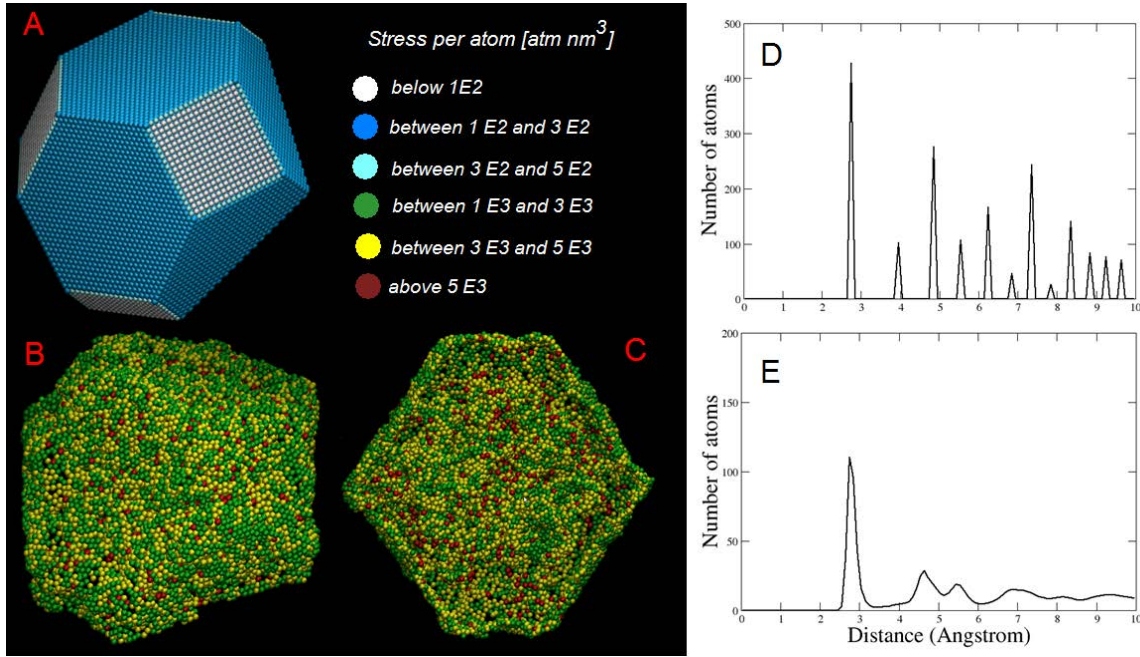 A
Stress per atom [atm nm3]
below 1E2
between 1 E2 and 3 E2
between 3 E2 and 5 E2
between 1 E3 and 3 E3
between 3 E3 and 5 E3
above 5 E3
B
C
D
Number of atoms
500
400
300
200
100
0
0 1 2 3 4 5 6 7 8 9 10
E
Number of atoms
200
150
100
50
0
0 1 2 3 4 5 6 7 8 9 10
Distance (Angstrom)